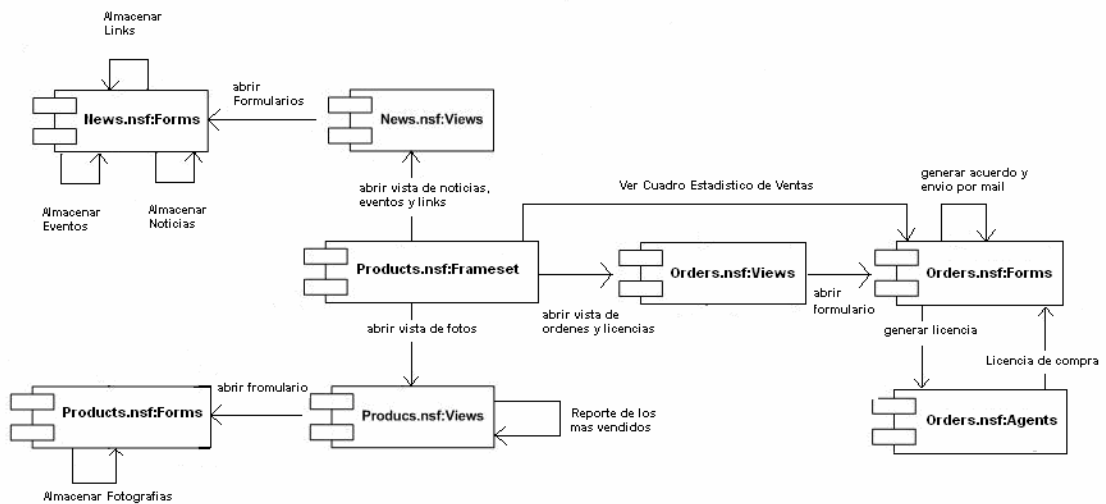 Almacenar
Links
abrir
Formularios
News.nsf:Forms
News.nsf:Views
Almacenar
Eventos
Almacenar
Noticias
abrir vista de noticias,
eventos y links
Ver Cuadro Estadistico de Ventas
generar acuerdo y
envio por mail
Products.nsf:Frameset
Orders.nsf:Views
Orders.nsf:Forms
abrir vista de
ordenes y licencias
abrir
formulario
abrir vista de fotos
generar licencia
Licencia de compra
abrir fromulario
Products.nsf:Forms
Producs.nsf:Views
Reporte de los
mas vendidos
Orders.nsf:Agents
Almacenar Fotografias